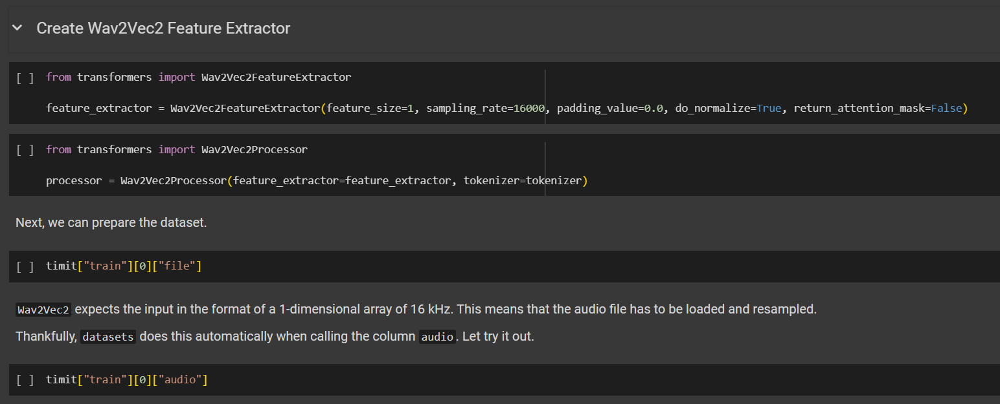 Create Wav2Vec2 Feature Extractor
[ ] from transformers import Wav2Vec2FeatureExtractor
feature_extractor = Wav2Vec2FeatureExtractor(feature_size=1, sampling_rate=16000, padding_value=0.0, do_normalize=True, return_attention_mask=False)
[ ] from transformers import Wav2Vec2Processor
processor = Wav2Vec2Processor(feature_extractor=feature_extractor, tokenizer=tokenizer)
Next, we can prepare the dataset.
[ ] timit["train"][0]["file"]
Wav2Vec2 expects the input in the format of a 1-dimensional array of 16 kHz. This means that the audio file has to be loaded and resampled.
Thankfully, datasets does this automatically when calling the column audio. Let try it out.
[ ] timit["train"][0]["audio"]